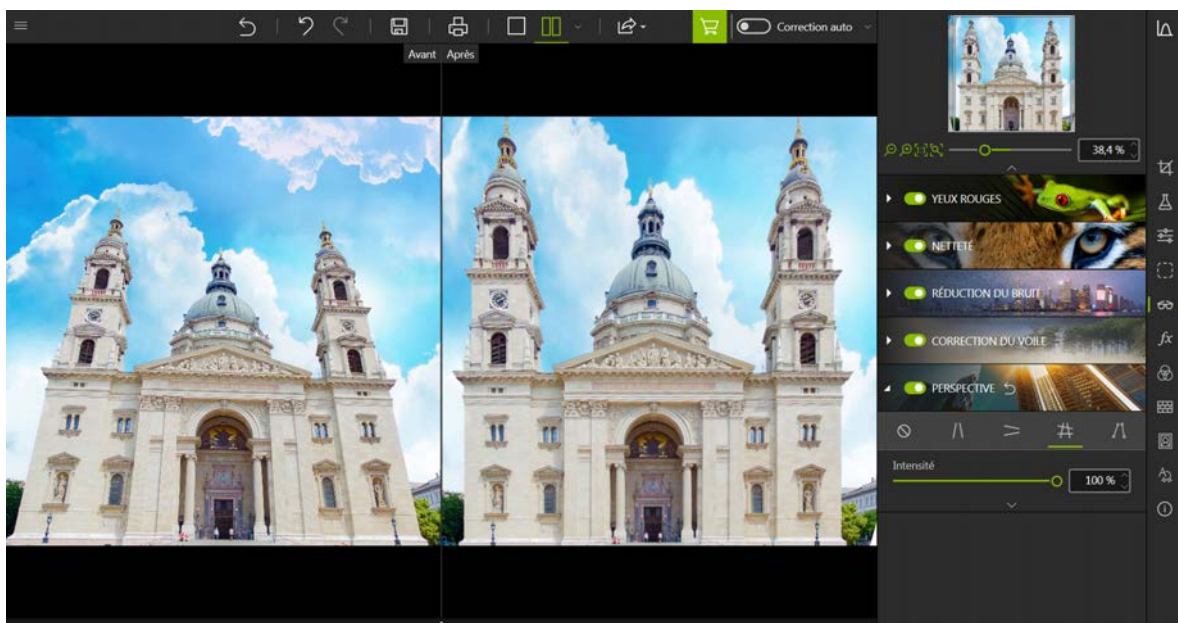 Correction auto
Avant Après
38,4 %
YEUX ROUGES
NETTETÉ
RÉDUCTION DU BRUIT
CORRECTION DU VOILE
PERSPECTIVE
Intensité
100 %